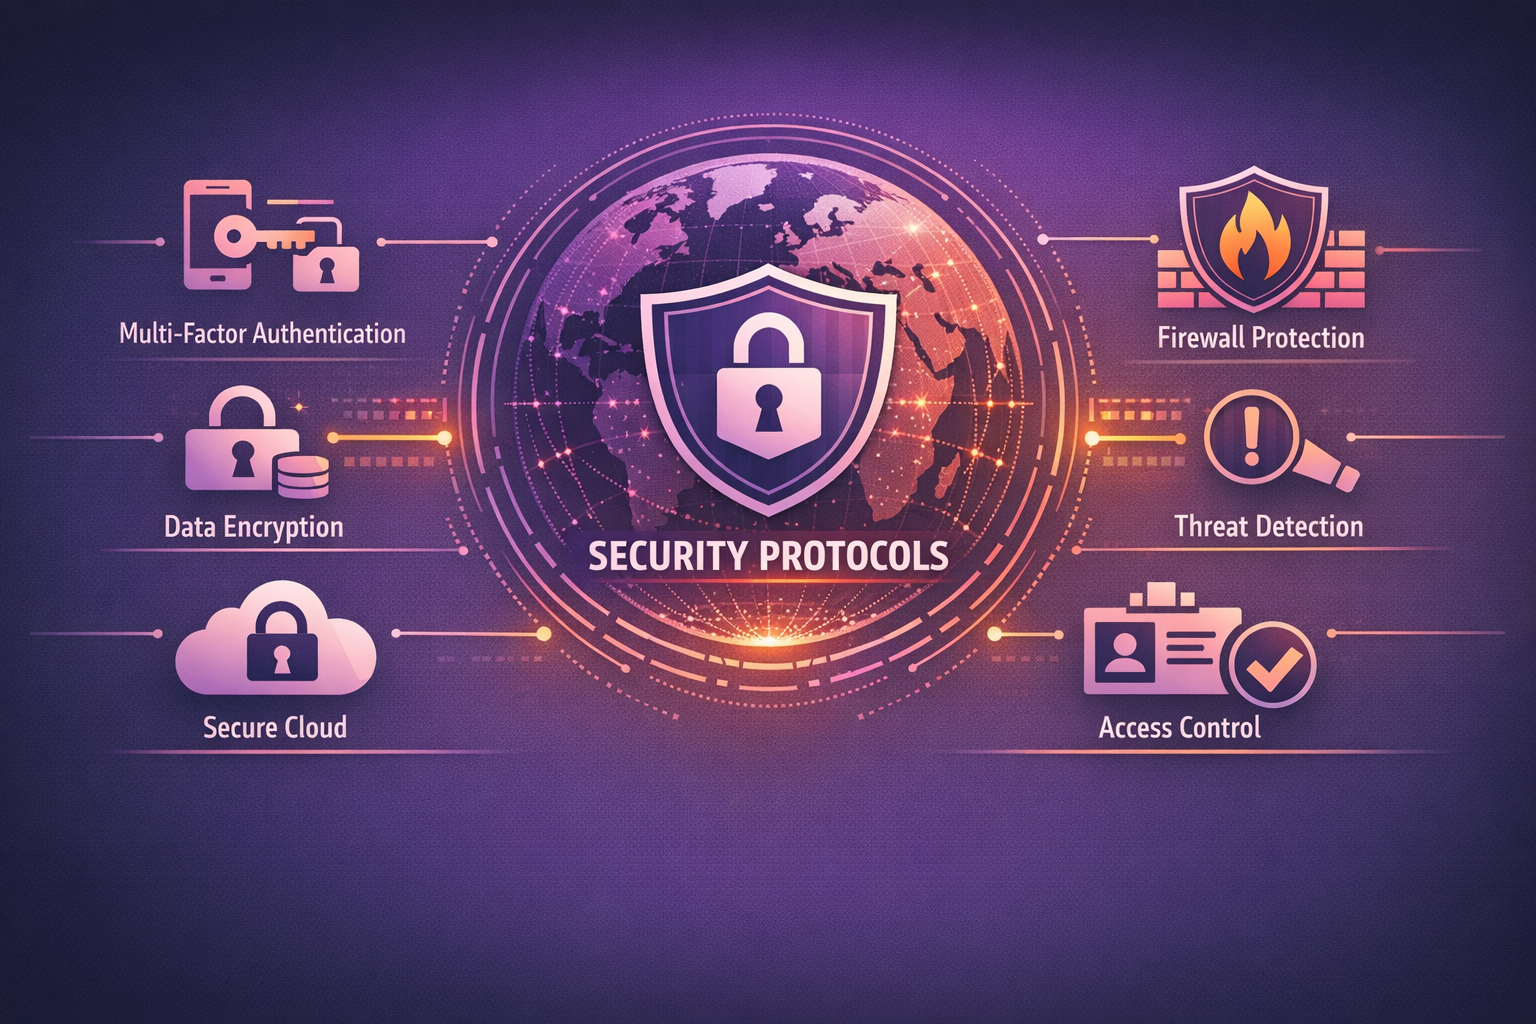 Multi-Factor Authentication
Data Encryption
Secure Cloud
SECURITY PROTOCOLS
Firewall Protection
Threat Detection
Access Control